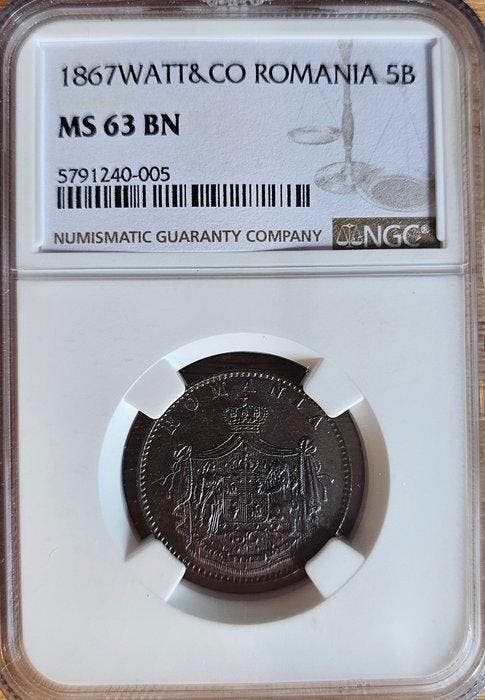 1867WATT&CO ROMANIA 5B
MS 63 BN
5791240-005
NUMISMATIC GUARANTY COMPANY
NGC®
ROMANIA